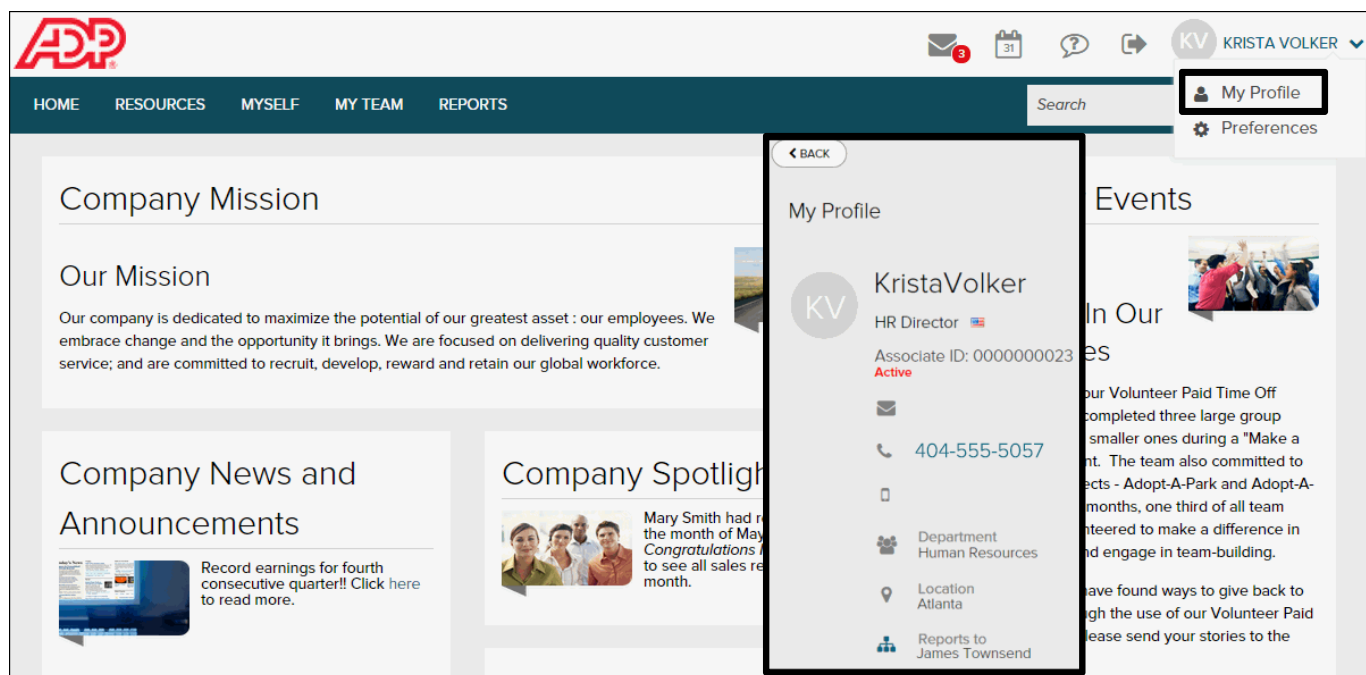 ADP
3
31
?
KV
KRISTA VOLKER
My Profile
Preferences
HOME
RESOURCES
MYSELF
MY TEAM
REPORTS
Search
Company Mission
Our Mission
Our company is dedicated to maximize the potential of our greatest asset : our employees. We
embrace change and the opportunity it brings. We are focused on delivering quality customer
service; and are committed to recruit, develop, reward and retain our global workforce.
Company News and
Announcements
Record earnings for fourth
consecutive quarter!! Click here
to read more.
Company Spotligh
Mary Smith had r
the month of May
Congratulations
to see all sales re
month.
BACK
My Profile
KV
KristaVolker
HR Director
Associate ID: 0000000023
Active
404-555-5057
Department
Human Resources
Location
Atlanta
Reports to
James Townsend
Events
In Our
es
our Volunteer Paid Time Off
completed three large group
smaller ones during a "Make a
nt. The team also committed to
ects - Adopt-A-Park and Adopt-A-
months, one third of all team
nteered to make a difference in
nd engage in team-building.
ave found ways to give back to
gh the use of our Volunteer Paid
lease send your stories to the